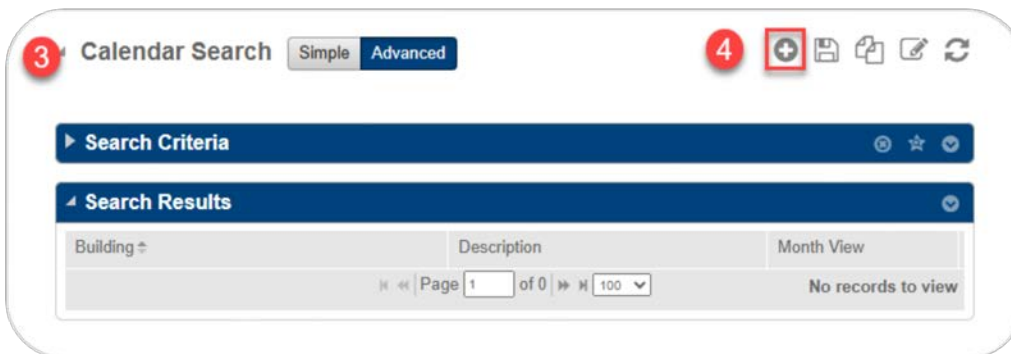 3 Calendar Search Simple Advanced 4
Search Criteria
Search Results
Building Description Month View
Page 1 of 0 100 No records to view